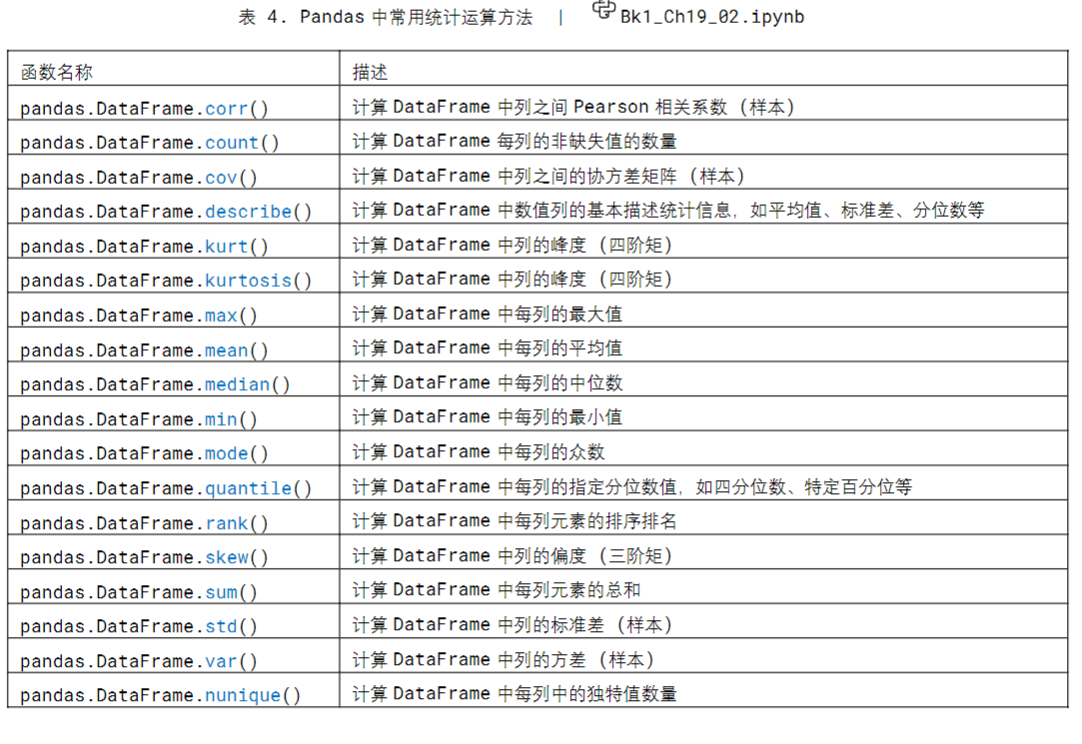 表 4. Pandas 中常用统计运算方法 | Bk1_Ch19_02.ipynb
函数名称 描述
pandas.DataFrame.corr() 计算 DataFrame 中列之间 Pearson 相关系数 (样本)
pandas.DataFrame.count() 计算 DataFrame 每列的非缺失值的数量
pandas.DataFrame.cov() 计算 DataFrame 中列之间的协方差矩阵 (样本)
pandas.DataFrame.describe() 计算 DataFrame 中数值列的基本描述统计信息，如平均值、标准差、分位数等
pandas.DataFrame.kurt() 计算 DataFrame 中列的峰度 (四阶矩)
pandas.DataFrame.kurtosis() 计算 DataFrame 中列的峰度 (四阶矩)
pandas.DataFrame.max() 计算 DataFrame 中每列的最大值
pandas.DataFrame.mean() 计算 DataFrame 中每列的平均值
pandas.DataFrame.median() 计算 DataFrame 中每列的中位数
pandas.DataFrame.min() 计算 DataFrame 中每列的最小值
pandas.DataFrame.mode() 计算 DataFrame 中每列的众数
pandas.DataFrame.quantile() 计算 DataFrame 中每列的指定分位数值，如四分位数、特定百分位等
pandas.DataFrame.rank() 计算 DataFrame 中每列元素的排序排名
pandas.DataFrame.skew() 计算 DataFrame 中列的偏度 (三阶矩)
pandas.DataFrame.sum() 计算 DataFrame 中每列元素的总和
pandas.DataFrame.std() 计算 DataFrame 中列的标准差 (样本)
pandas.DataFrame.var() 计算 DataFrame 中列的方差 (样本)
pandas.DataFrame.nunique() 计算 DataFrame 中每列中的独特值数量